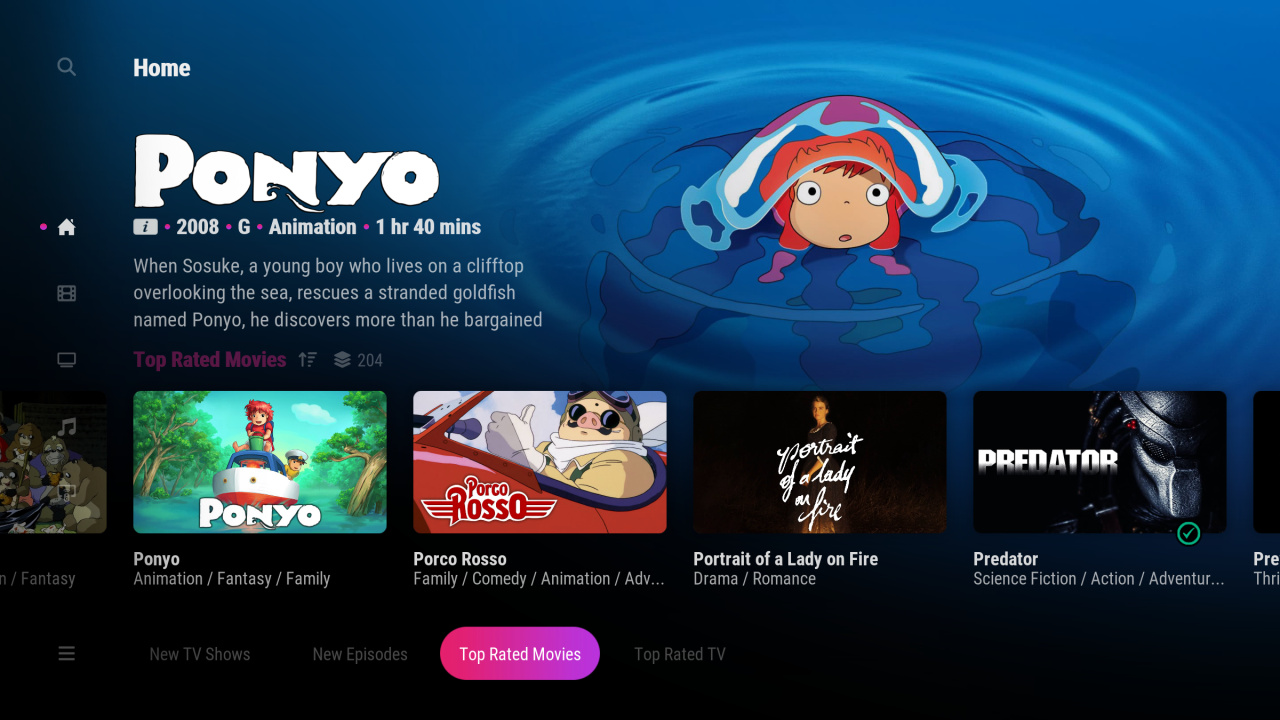 Home
PONYO
i • 2008 • G • Animation • 1 hr 40 mins
When Sosuke, a young boy who lives on a clifftop
overlooking the sea, rescues a stranded goldfish
named Ponyo, he discovers more than he bargained
Top Rated Movies 204
PONYO
PORCO ROSSO
portrait
of a lady
on
fire
PREDATOR
Ponyo
Porco Rosso
Portrait of a Lady on Fire
Predator
Pre
n / Fantasy
Animation / Fantasy / Family
Family / Comedy / Animation / Adv...
Drama / Romance
Science Fiction / Action / Adventur...
Thri
New TV Shows
New Episodes
Top Rated Movies
Top Rated TV